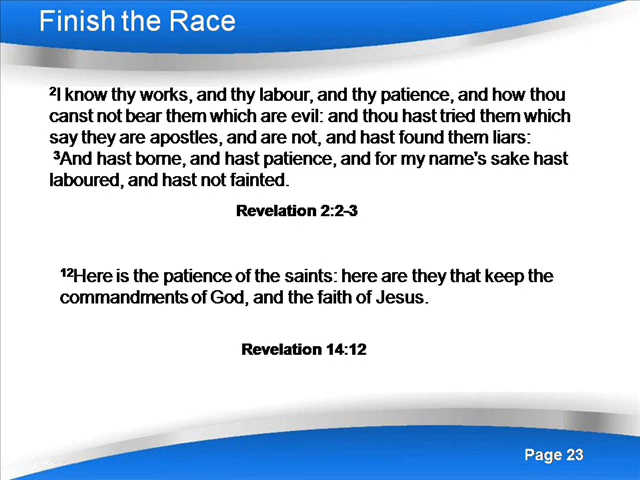 Finish the Race
²I know thy works, and thy labour, and thy patience, and how thou
canst not bear them which are evil: and thou hast tried them which
say they are apostles, and are not, and hast found them liars:
³And hast borne, and hast patience, and for my name's sake hast
laboured, and hast not fainted.
Revelation 2:2-3
¹²Here is the patience of the saints: here are they that keep the
commandments of God, and the faith of Jesus.
Revelation 14:12
Page 23